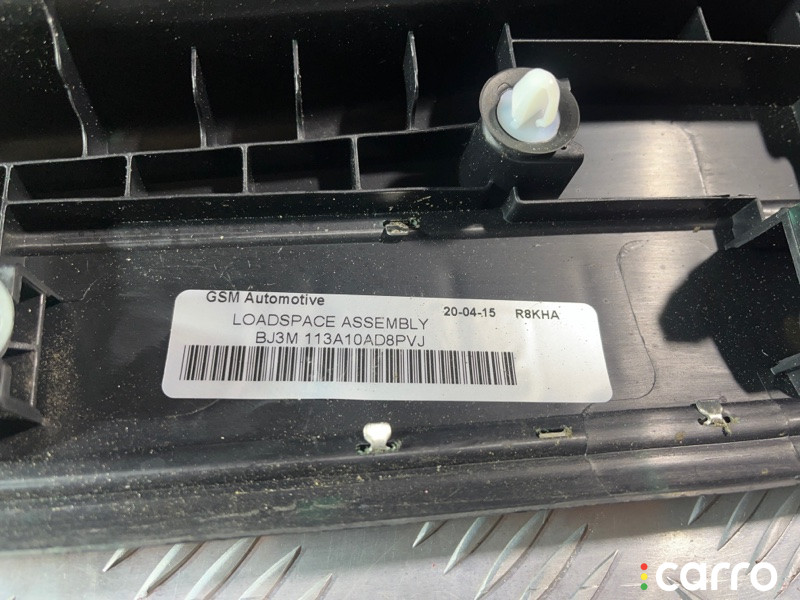 GSM Automotive
20-04-15 R8KHA
LOADSPACE ASSEMBLY
BJ3M 113A10AD8PVJ
carro